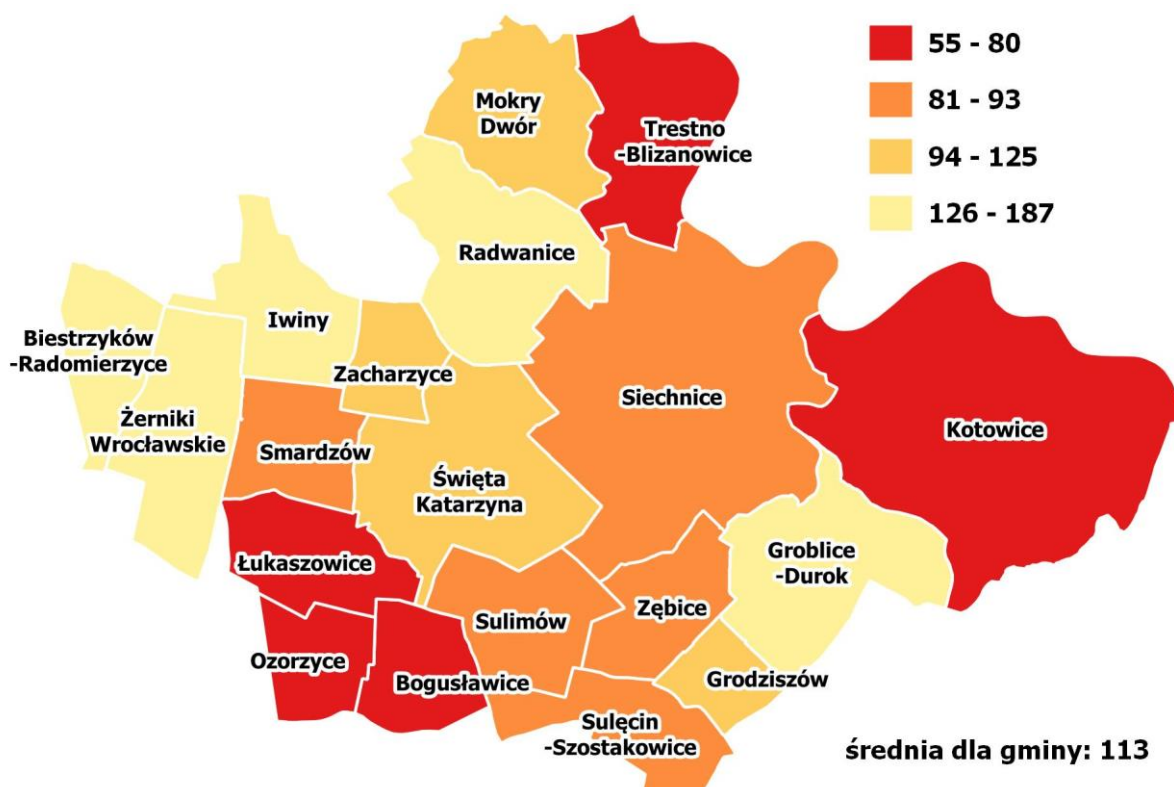 55 - 80
81 - 93
94 - 125
126 - 187
Mokry
Dwór
Trestno
-Blizanowice
Radwanice
Iwiny
Biestrzyków
-Radomierzyce
Zacharzyce
Siechnice
Kotowice
Żerniki
Wrocławskie
Smardzów
Święta
Katarzyna
Łukaszowice
Groblice
-Durok
Zębice
Sulimów
Ozorzyce
Bogusławice
Grodziszów
Sulęcin
-Szostakowice
średnia dla gminy: 113